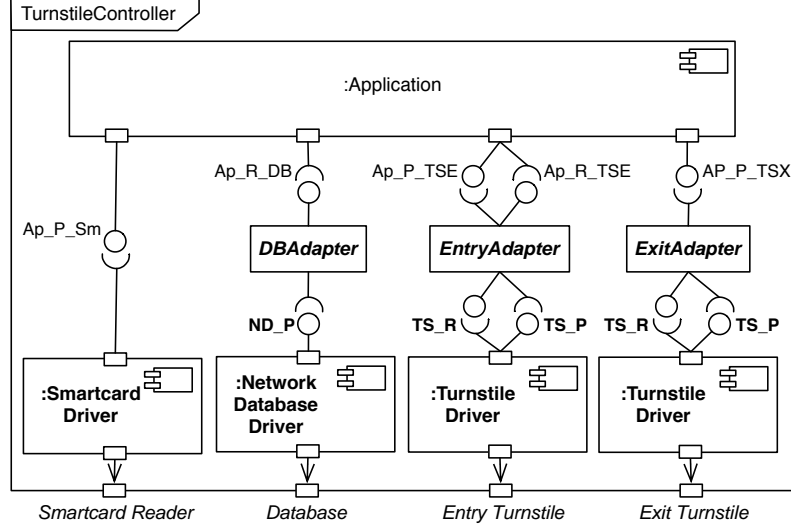 TurnstileController
:Application
Ap_R_DB
Ap_P_TSE
Ap_R_TSE
AP_P_TSX
Ap_P_Sm
DBAdapter
EntryAdapter
ExitAdapter
ND_P
TS_R
TS_P
TS_R
TS_P
:Smartcard
Driver
:Network
Database
Driver
:Turnstile
Driver
:Turnstile
Driver
Smartcard Reader
Database
Entry Turnstile
Exit Turnstile